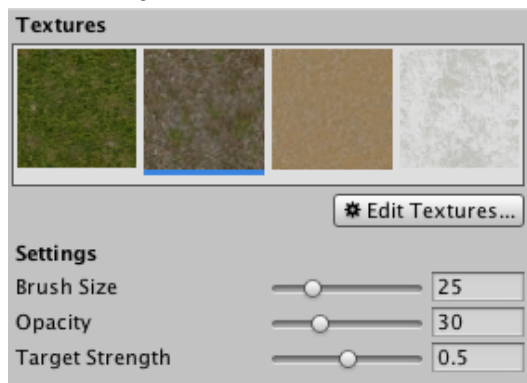 Textures
Edit Textures...
Settings
Brush Size 25
Opacity 30
Target Strength 0.5